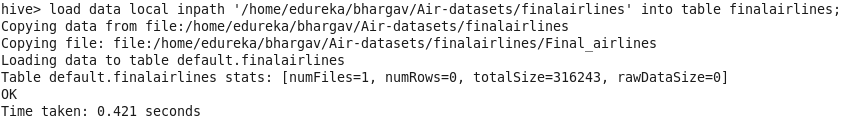 hive> load data local inpath '/home/edureka/bhargav/Air-datasets/finalairlines' into table finalairlines;
Copying data from file:/home/edureka/bhargav/Air-datasets/finalairlines
Copying file: file:/home/edureka/bhargav/Air-datasets/finalairlines/Final_airlines
Loading data to table default.finalairlines
Table default.finalairlines stats: [numFiles=1, numRows=0, totalSize=316243, rawDataSize=0]
OK
Time taken: 0.421 seconds